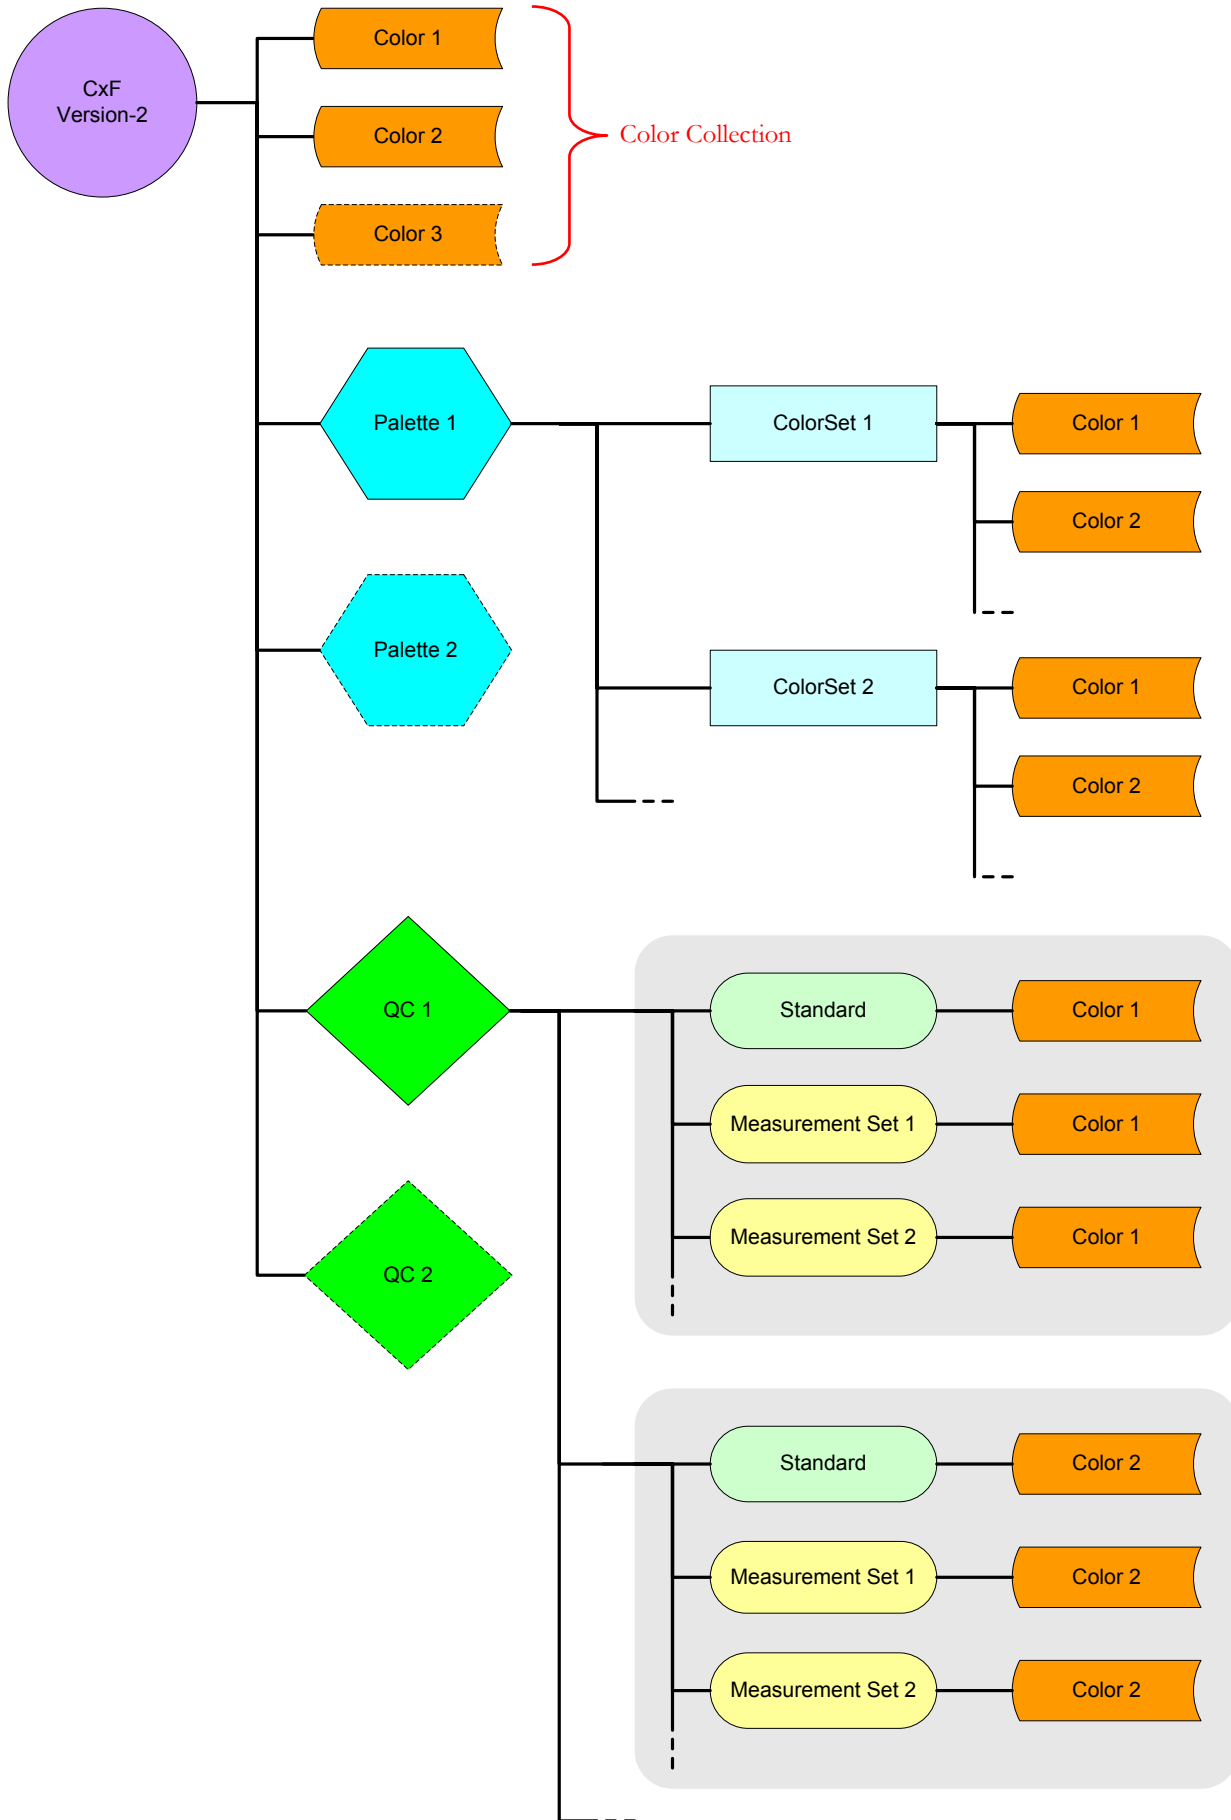 CxF
Version-2
Color 1
Color 2
Color 3
Color Collection
Palette 1
ColorSet 1
Color 1
Color 2
Palette 2
ColorSet 2
Color 1
Color 2
QC 1
Standard
Color 1
Measurement Set 1
Color 1
Measurement Set 2
Color 1
QC 2
Standard
Color 2
Measurement Set 1
Color 2
Measurement Set 2
Color 2